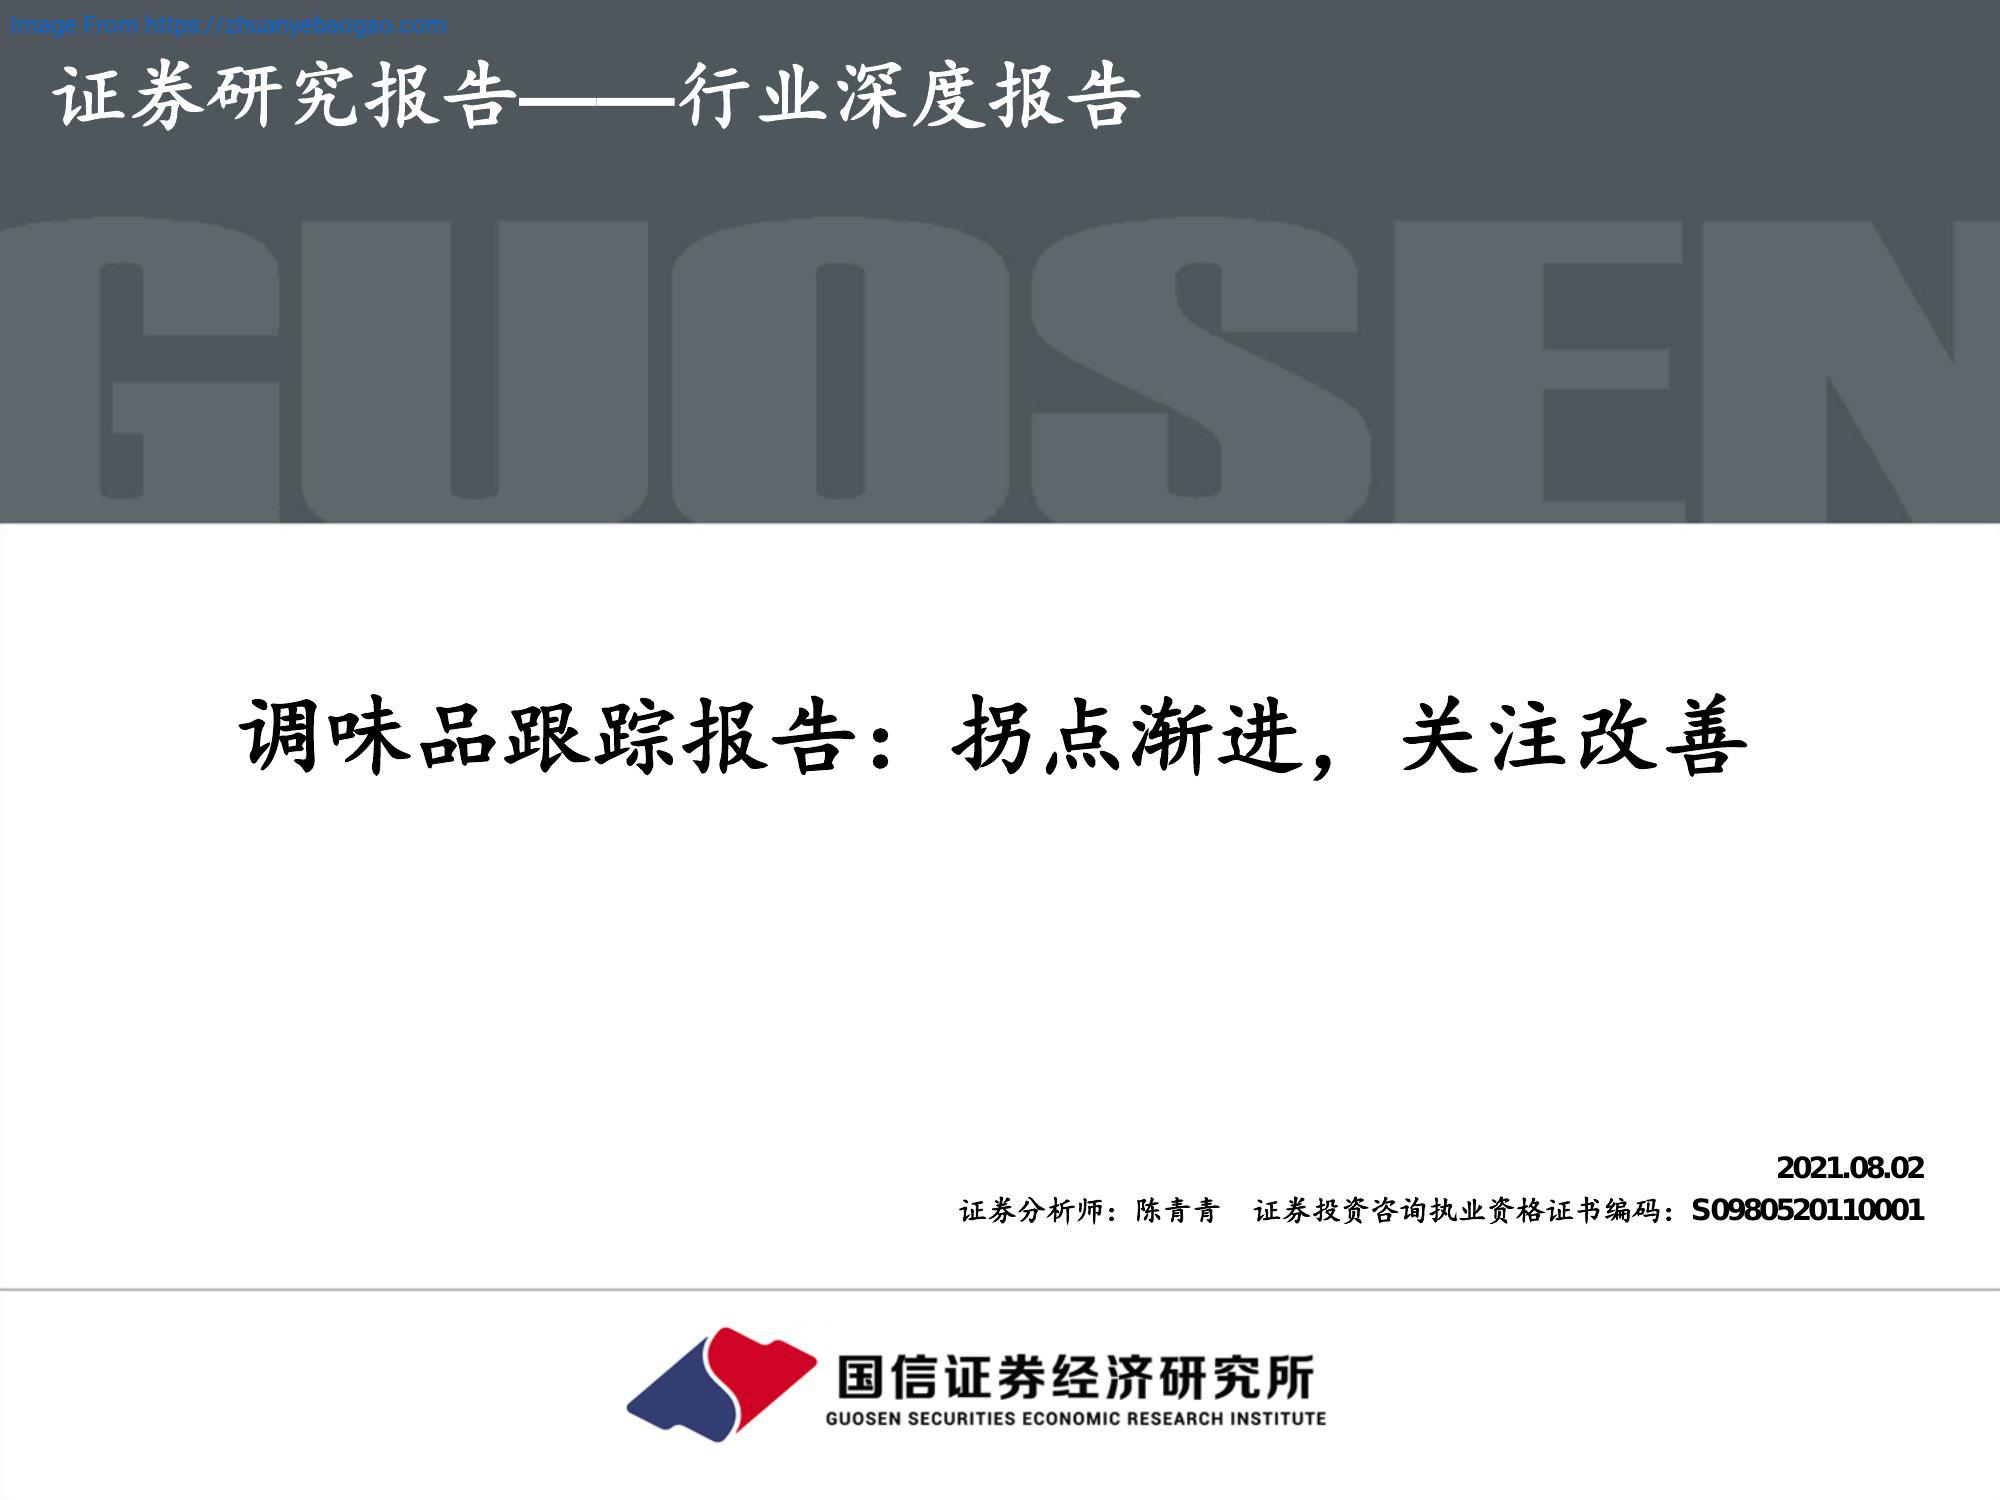 Image From https://zhuanyebaogao.com
证券研究报告——行业深度报告
GUOSEN
调味品跟踪报告：拐点渐进，关注改善
2021.08.02
证券分析师：陈青青 证券投资咨询执业资格证书编码：S0980520110001
国信证券经济研究所
GUOSEN SECURITIES ECONOMIC RESEARCH INSTITUTE